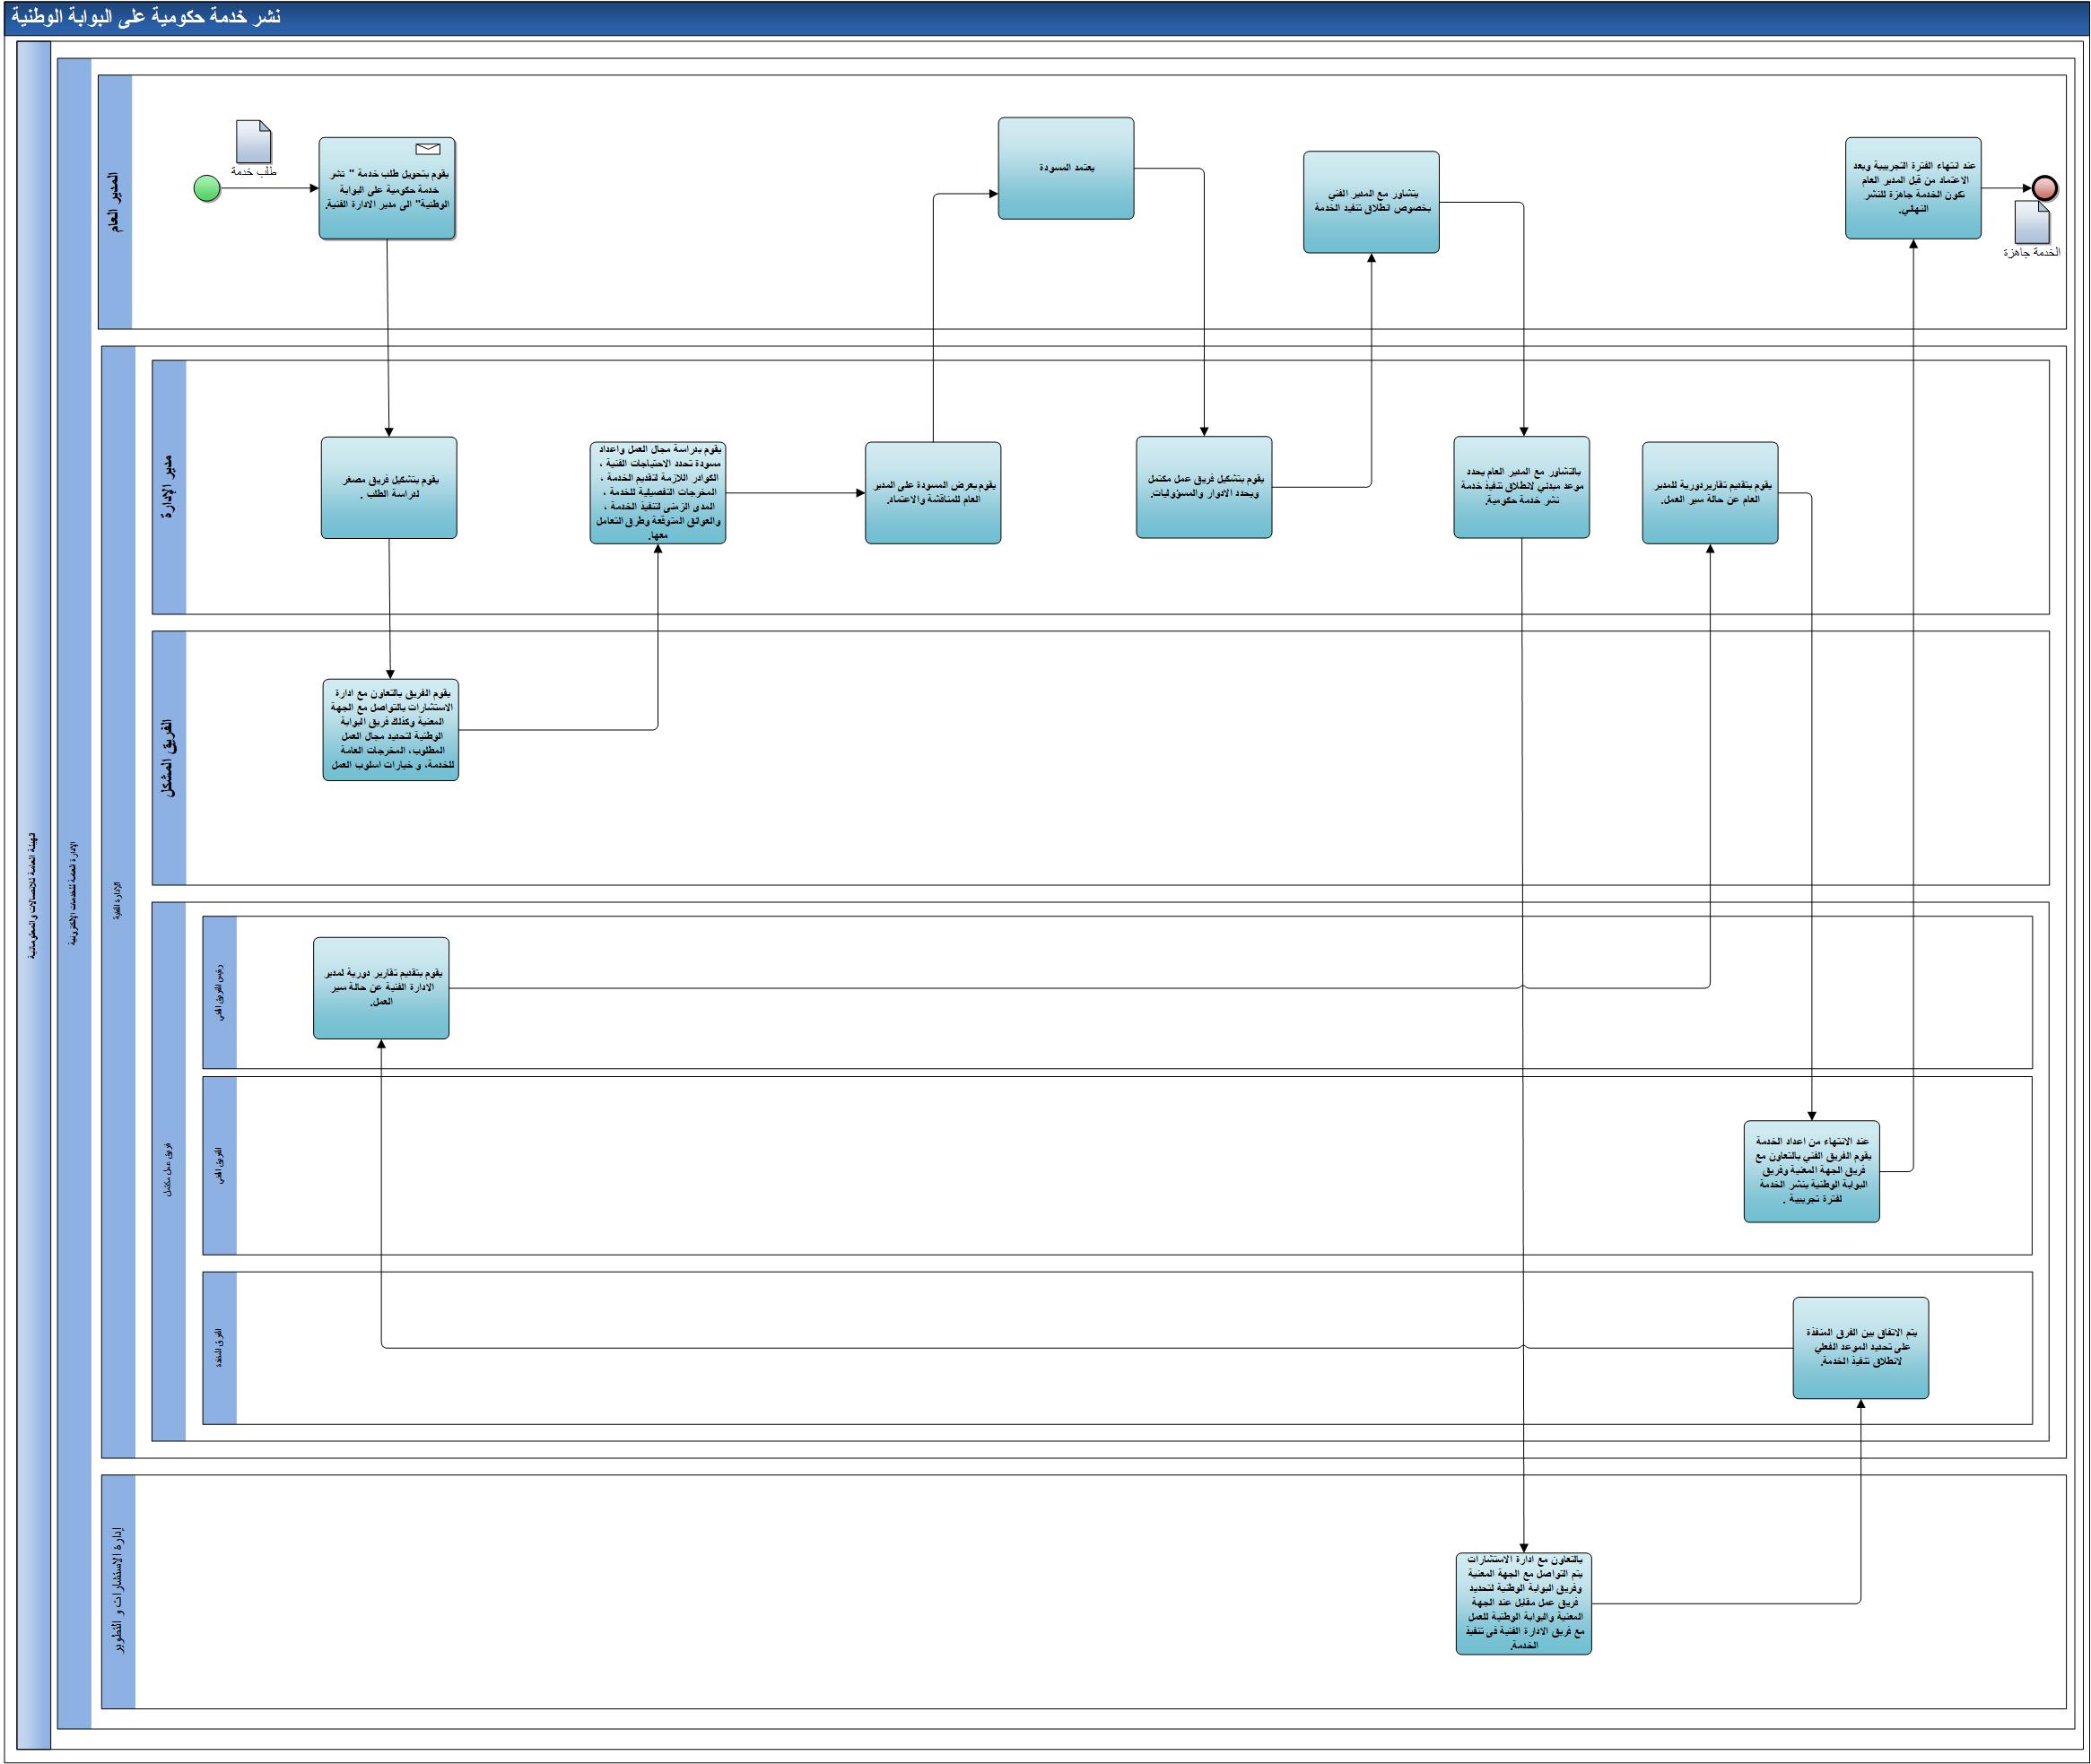 نشر خدمة حكومية على البوابة الوطنية
الهيئة العامة للاتصالات والمعلوماتية
الإدارة العامة للخدمات الإلكترونية
المدير العام
طلب خدمة
يقوم بتحويل طلب خدمة " نشر
خدمة حكومية على البوابة
الوطنية" الى مدير الادارة الفنية.
يعتمد المسودة
يتشاور مع المدير الفني
بخصوص انطلاق تنفيذ الخدمة
عند انتهاء الفترة التجريبية وبعد
الاعتماد من قبل المدير العام
تكون الخدمة جاهزة للنشر
النهائي.
الخدمة جاهزة
الإدارة الفنية
مدير الإدارة
يقوم بتشكيل فريق مصغر
لدراسة الطلب .
يقوم بدراسة مجال العمل واعداد
مسودة تحدد الاحتياجات الفنية ،
الكوادر اللازمة لتقديم الخدمة ،
المخرجات التفصيلية للخدمة ،
المدى الزمنى لتنفيذ الخدمة ،
والعوائق المتوقعة وطرق التعامل
معها.
يقوم بعرض المسودة على المدير
العام للمناقشة والاعتماد.
يقوم بتشكيل فريق عمل مكتمل
ويحدد الادوار والمسؤوليات.
بالتشاور مع المدير العام يحدد
موعد مبدئي لانطلاق تنفيذ خدمة
نشر خدمة حكومية.
يقوم بتقديم تقاريردورية للمدير
العام عن حالة سير العمل.
الفريق المشكل
يقوم الفريق بالتعاون مع ادارة
الاستشارات بالتواصل مع الجهة
المعنية وكذلك فريق البوابة
الوطنية لتحديد مجال العمل
المطلوب، المخرجات العامة
للخدمة، و خيارات اسلوب العمل
فريق عمل مكتمل
رئيس الفريق الفني
يقوم بتقديم تقارير دورية لمدير
الادارة الفنية عن حالة سير
العمل.
الفريق الفني
عند الانتهاء من اعداد الخدمة
يقوم الفريق الفني بالتعاون مع
فريق الجهة المعنية وفريق
البوابة الوطنية بنشر الخدمة
لفترة تجريبية .
الفرق المنفذة
يتم الاتفاق بين الفرق المنفذة
على تحديد الموعد الفعلي
لانطلاق تنفيذ الخدمة.
إدارة الاستشارات و التطوير
بالتعاون مع ادارة الاستشارات
يتم التواصل مع الجهة المعنية
وفريق البوابة الوطنية لتحديد
فريق عمل مقابل عند الجهة
المعنية والبوابة الوطنية للعمل
مع فريق الادارة الفنية فى تنفيذ
الخدمة.